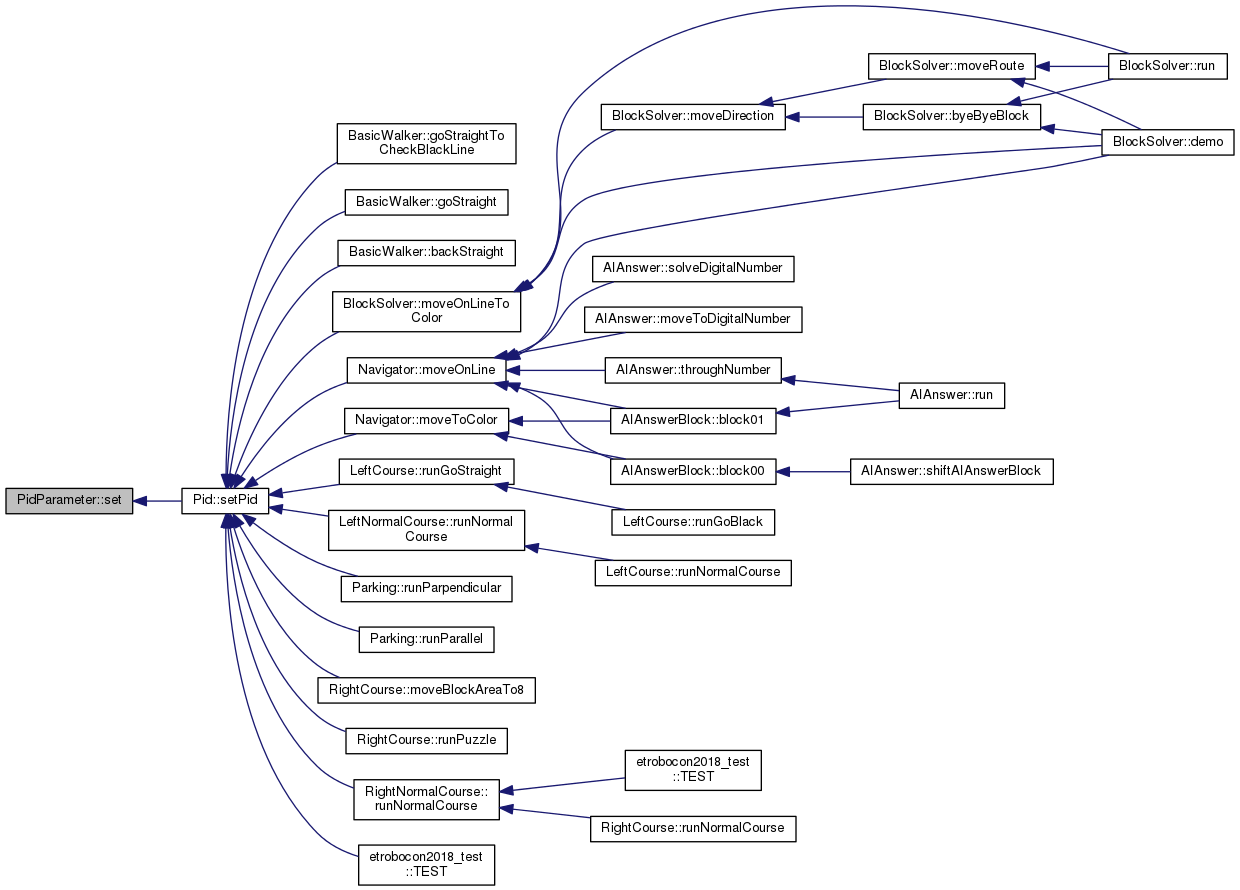 PidParameter::set
Pid::setPid
BasicWalker::goStraightTo
CheckBlackLine
BasicWalker::goStraight
BasicWalker::backStraight
BlockSolver::moveOnLineTo
Color
Navigator::moveOnLine
Navigator::moveToColor
LeftCourse::runGoStraight
LeftNormalCourse::runNormal
Course
Parking::runParpendicular
Parking::runParallel
RightCourse::moveBlockAreaTo8
RightCourse::runPuzzle
RightNormalCourse::
runNormalCourse
etrobocon2018_test
::TEST
BlockSolver::moveDirection
AIAnswer::solveDigitalNumber
AIAnswer::moveToDigitalNumber
AIAnswer::throughNumber
AIAnswerBlock::block01
AIAnswerBlock::block00
LeftCourse::runGoBlack
LeftCourse::runNormalCourse
etrobocon2018_test
::TEST
RightCourse::runNormalCourse
BlockSolver::moveRoute
BlockSolver::byeByeBlock
AIAnswer::run
AIAnswer::shiftAIAnswerBlock
BlockSolver::run
BlockSolver::demo